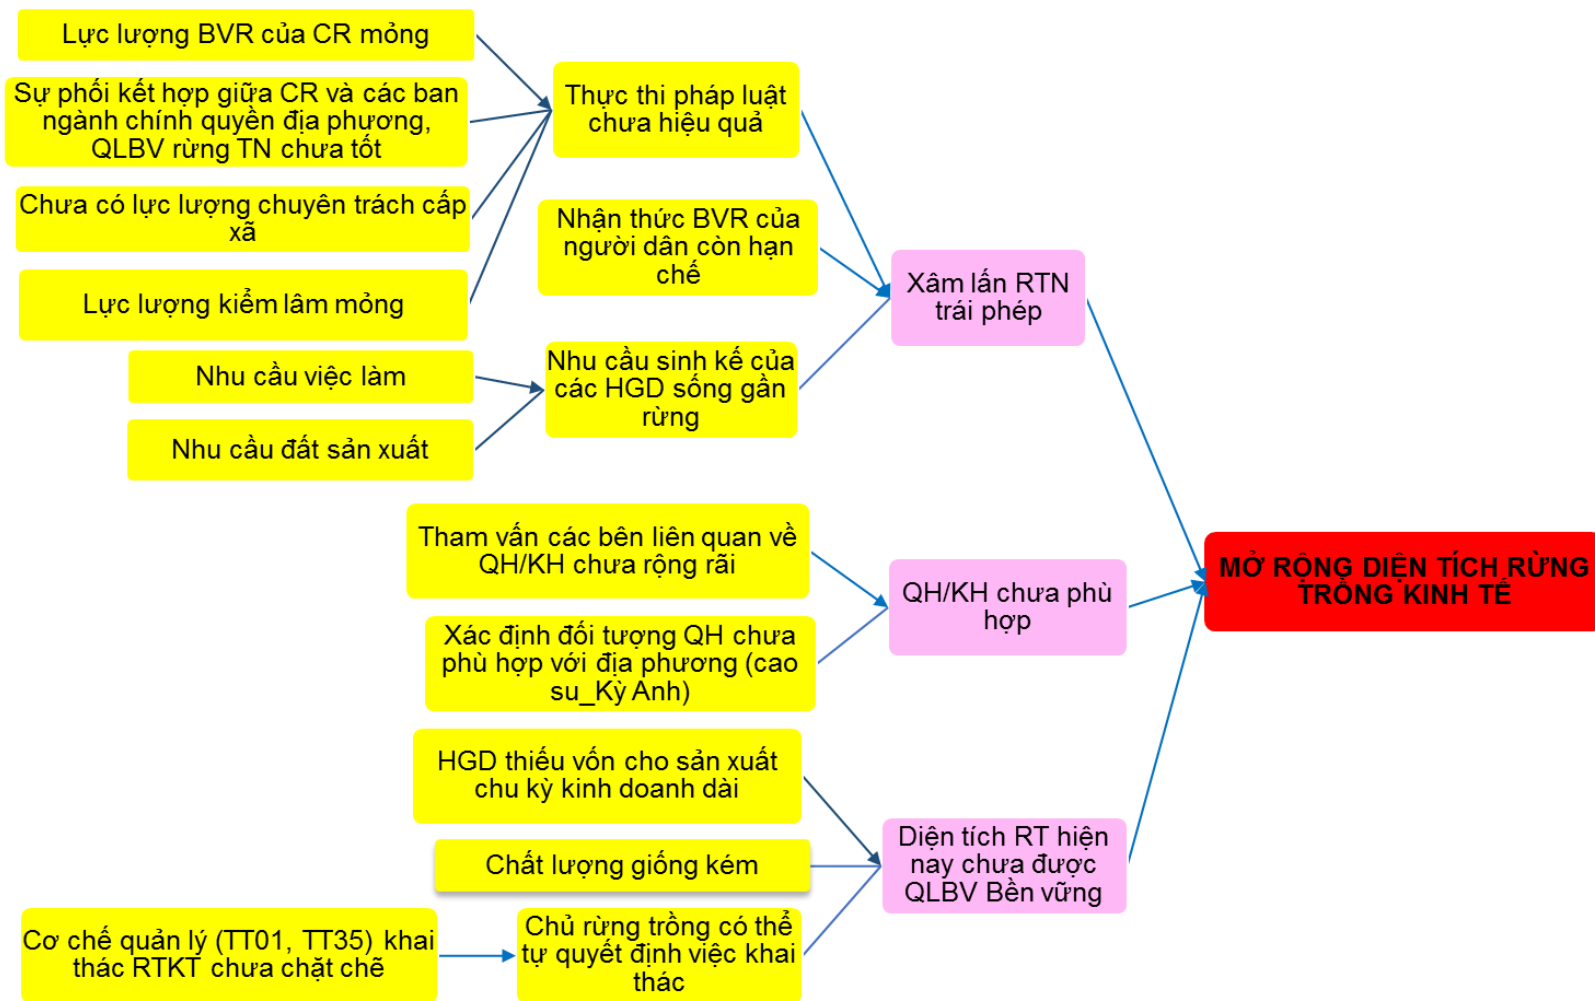 Lực lượng BVR của CR mỏng
Sự phối kết hợp giữa CR và các ban
ngành chính quyền địa phương,
QLBV rừng TN chưa tốt
Chưa có lực lượng chuyên trách cấp
xã
Lực lượng kiểm lâm mỏng
Nhu cầu việc làm
Nhu cầu đất sản xuất
Thực thi pháp luật
chưa hiệu quả
Nhận thức BVR của
người dân còn hạn
chế
Nhu cầu sinh kế của
các HGD sống gần
rừng
Xâm lấn RTN
trái phép
Tham vấn các bên liên quan về
QH/KH chưa rộng rãi
Xác định đối tượng QH chưa
phù hợp với địa phương (cao
su_Kỳ Anh)
QH/KH chưa phù
hợp
HGD thiếu vốn cho sản xuất
chu kỳ kinh doanh dài
Chất lượng giống kém
Cơ chế quản lý (TT01, TT35) khai
thác RTKT chưa chặt chẽ
Chủ rừng trồng có thể
tự quyết định việc khai
thác
Diện tích RT hiện
nay chưa được
QLBV Bền vững
MỞ RỘNG DIỆN TÍCH RỪNG
TRỒNG KINH TẾ